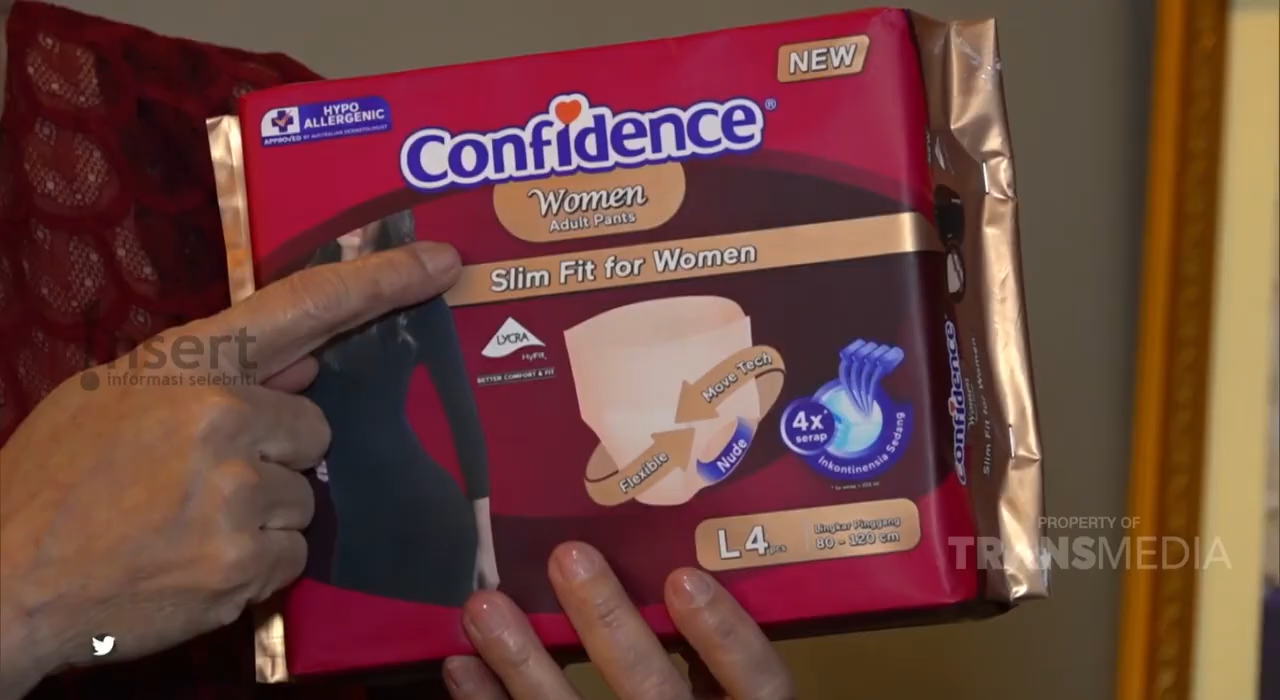 NEW
HYPO
ALLERGENIC
APPROVED BY AUSTRALIAN DERMATOLOGIST
Confidence®
Women
Adult Pants
Slim Fit for Women
LYCRA
HyFit
BETTER COMFORT & FIT
Move Tech
Flexible
Nude
4x*
serap
Inkontinensia Sedang
L4 pcs
Lingkar Pinggang
80 - 120 cm
Confidence
Women
Slim Fit for Women
insert
informasi selebriti
PROPERTY OF
TRANSMEDIA